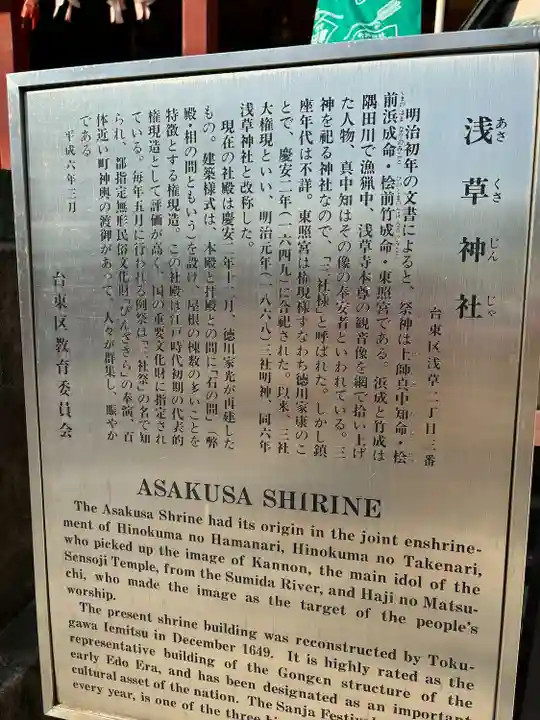 浅草神社
あさ くさ じん じゃ
台東区浅草二丁目三番
明治初年の文書によると、祭神は土師真中知命・桧
前浜成命・桧前竹成命・東照宮である。浜成と竹成は
隅田川で漁猟中、浅草寺本尊の観音像を網で拾い上げ
た人物、真中知はその像の奉安者といわれている。三
神を祀る神社なので、「三社様」と呼ばれた。しかし鎮
座年代は不詳。東照宮は権現様すなわち徳川家康のこ
とで、慶安二年(一六四九)に合祀された。以来、三社
大権現といい、明治元年(一八六八)三社明神、同六年
浅草神社と改称した。
現在の社殿は慶安二年十二月、徳川家光が再建した
もの。建築様式は、本殿と拝殿との間に「石の間」(弊
殿・相の間ともいう)を設け、屋根の棟数の多いことを
特徴とする権現造。この社殿は江戸時代初期の代表的
権現造として評価が高く、国の重要文化財に指定され
ている。毎年五月に行われる例祭は「三社祭」の名で知
られ、都指定無形民俗文化財「びんざさら」の奉演、百
体近い町神輿の渡御があって、人々が群集し、賑やか
である
平成六年三月
台東区教育委員会
ASAKUSA SHRINE
The Asakusa Shrine had its origin in the joint enshrine-
ment of Hinokuma no Hamanari, Hinokuma no Takenari,
who picked up the image of Kannon, the main idol of the
Sensoji Temple, from the Sumida River, and Haji no Matsu-
chi, who made the image as the target of the people's
worship.
The present shrine building was reconstructed by Toku-
gawa Iemitsu in December 1649. It is highly rated as the
representative building of the Gongen structure of the
early Edo Era, and has been designated as an important
cultural asset of the nation. The Sanja Festival
every year, is one of the three